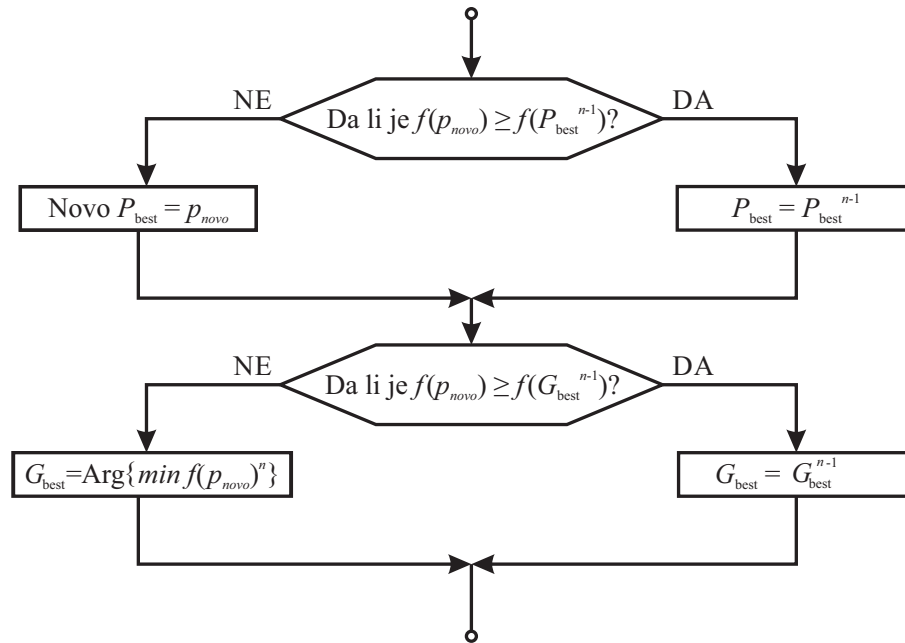 NE
DA
Da li je f(p_novo) ≥ f(P_best^n-1)?
Novo P_best = p_novo
P_best = P_best^n-1
NE
DA
Da li je f(p_novo) ≥ f(G_best^n-1)?
G_best=Arg{min f(p_novo)^n}
G_best = G_best^n-1